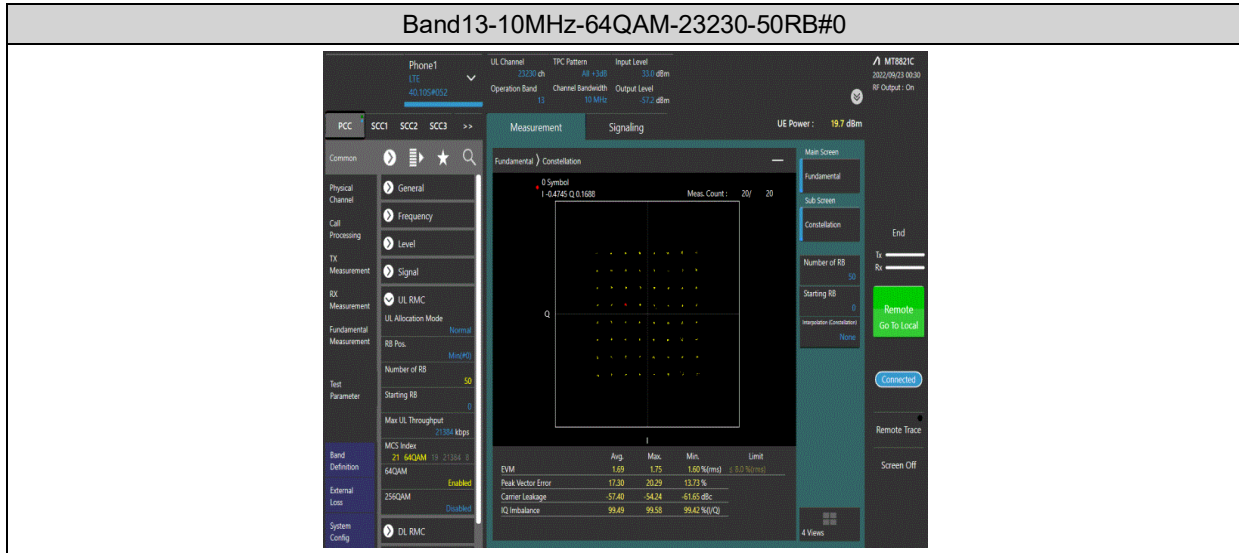 Band13-10MHz-64QAM-23230-50RB#0
Phone1
LTE
40.10S#052
UL Channel
23230 ch
TPC Pattern
All +3dB
Input Level
33.0 dBm
Operation Band
13
Channel Bandwidth
10 MHz
Output Level
-57.2 dBm
MT8821C
2022/09/23 00:30
RF Output : On
PCC SCC1 SCC2 SCC3 >>
Measurement Signaling
UE Power : 19.7 dBm
Common
Physical
Channel
Call
Processing
TX
Measurement
RX
Measurement
Fundamental
Measurement
Test
Parameter
Band
Definition
External
Loss
System
Config
General
Frequency
Level
Signal
UL RMC
UL Allocation Mode
Normal
RB Pos.
Min(#0)
Number of RB
50
Starting RB
0
Max UL Throughput
21384 kbps
MCS Index
21 64QAM 19 21384 8
64QAM
Enabled
256QAM
Disabled
DL RMC
Fundamental ) Constellation
0 Symbol
I -0.4745 Q 0.1688
Meas. Count : 20/ 20
Q
I
Avg. Max. Min. Limit
EVM 1.69 1.75 1.60 %(rms) ≤ 8.0 %(rms)
Peak Vector Error 17.30 20.29 13.73 %
Carrier Leakage -57.40 -54.24 -61.65 dBc
IQ Imbalance 99.49 99.58 99.42 %(I/Q)
Main Screen
Fundamental
Sub Screen
Constellation
Number of RB
50
Starting RB
0
Interpolation (Constellation)
None
4 Views
End
Tx
Rx
Remote
Go To Local
Connected
Remote Trace
Screen Off